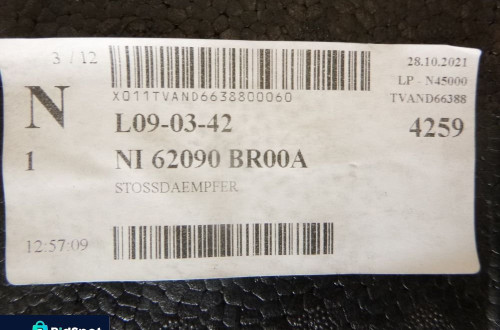 3 / 12
28.10.2021
LP - N45000
X011TVAND6638800060
TVAND66388
N
L09-03-42
4259
1
NI 62090 BR00A
STOSSDAEMPFER
12:57:09
BidSpot